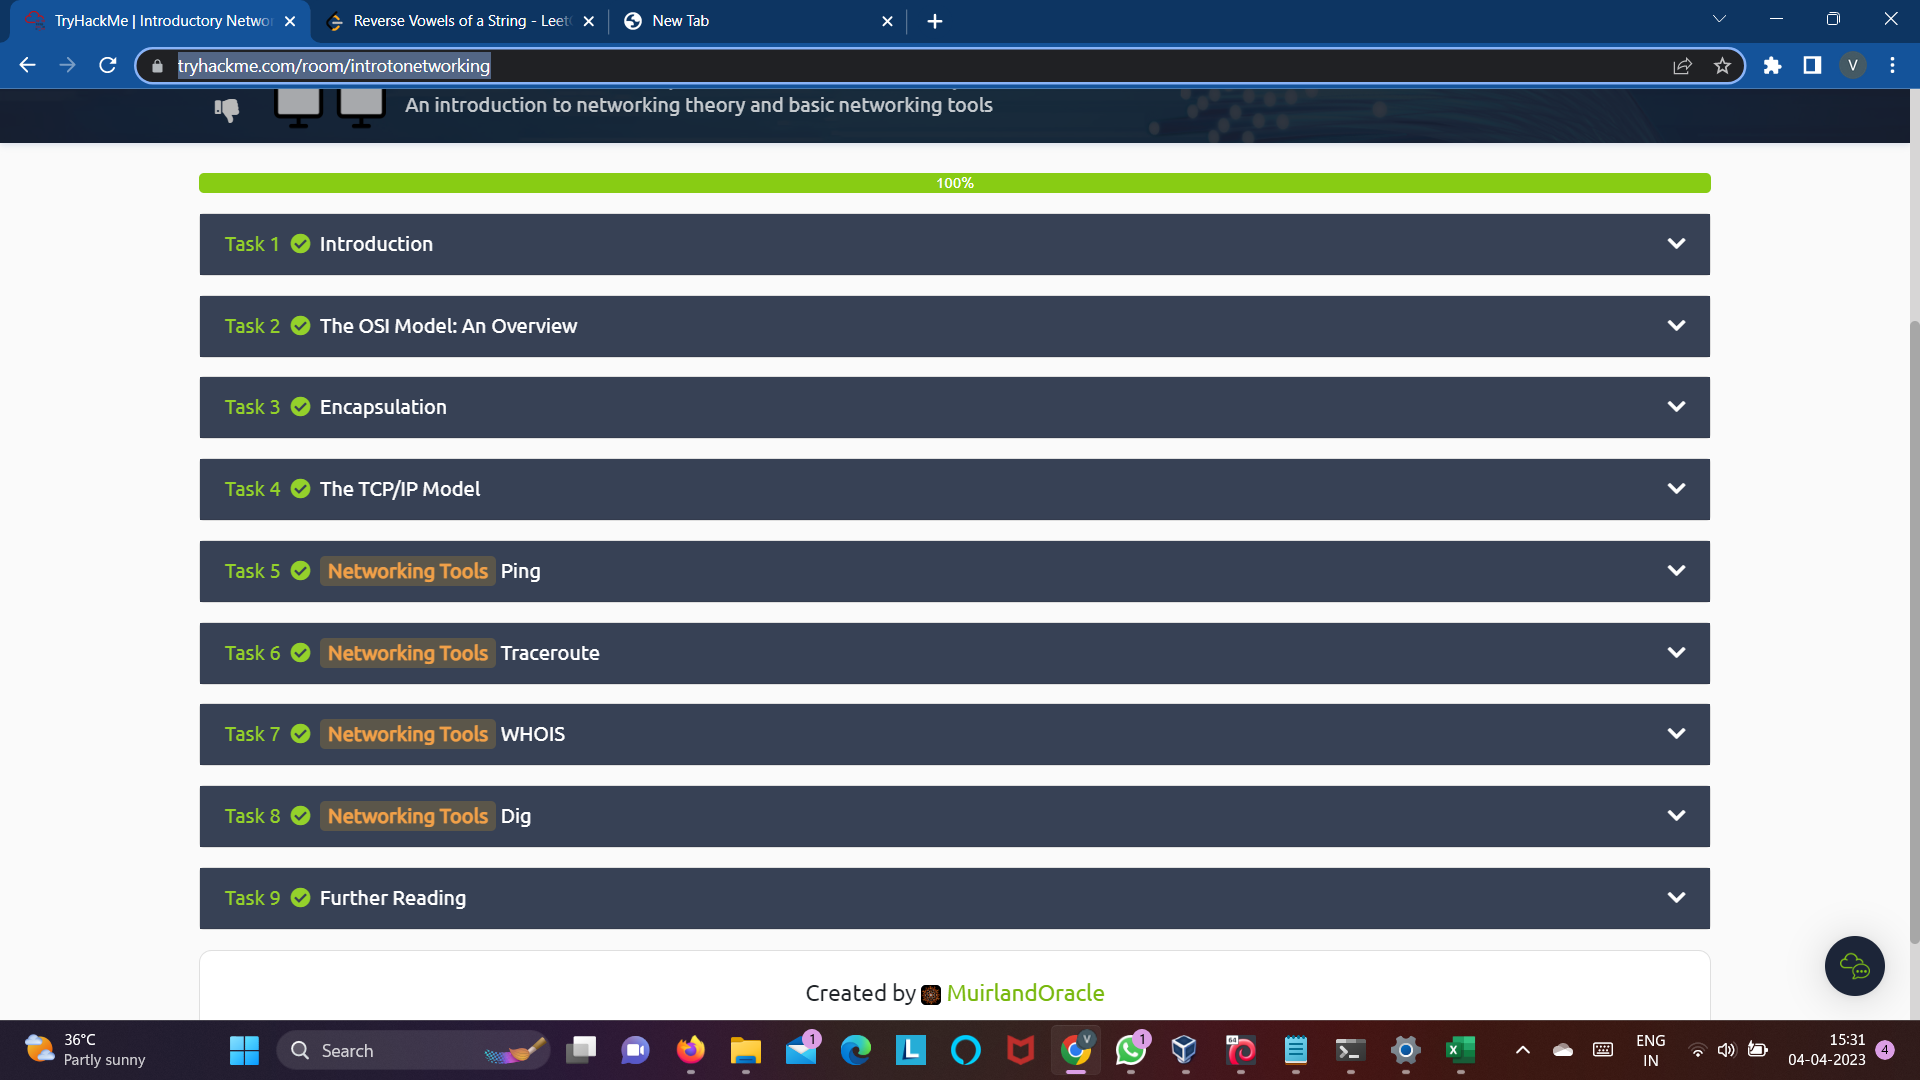 TryHackMe | Introductory Netwo
Reverse Vowels of a String - Leet
New Tab
tryhackme.com/room/introtonetworking
V
An introduction to networking theory and basic networking tools
100%
Task 1 Introduction
Task 2 The OSI Model: An Overview
Task 3 Encapsulation
Task 4 The TCP/IP Model
Task 5 Networking Tools Ping
Task 6 Networking Tools Traceroute
Task 7 Networking Tools WHOIS
Task 8 Networking Tools Dig
Task 9 Further Reading
Created by MuirlandOracle
36°C
Partly sunny
Search
1
L
V
1
64
X
ENG
IN
15:31
04-04-2023
4